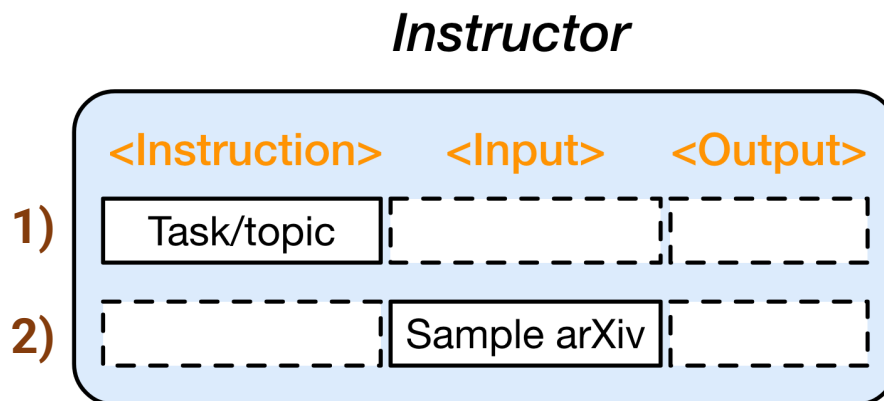 Instructor
<Instruction> <Input> <Output>
1) Task/topic
2) Sample arXiv